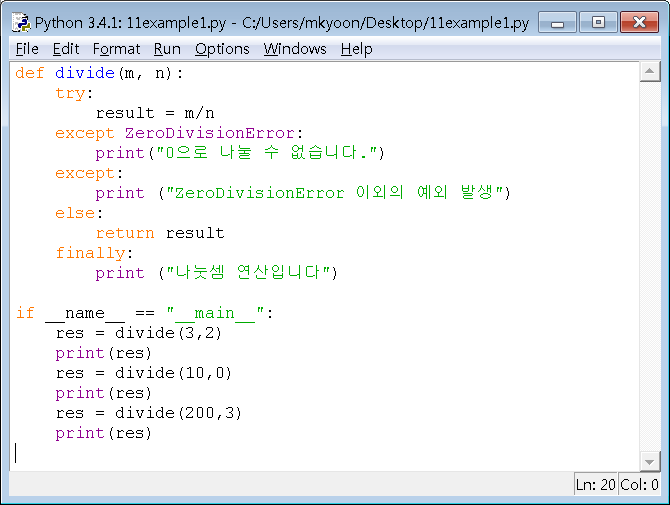 Python 3.4.1: 11example1.py - C:/Users/mkyoon/Desktop/11example1.py
File Edit Format Run Options Windows Help
def divide(m, n):
    try:
        result = m/n
    except ZeroDivisionError:
        print("0으로 나눌 수 없습니다.")
    except:
        print ("ZeroDivisionError 이외의 예외 발생")
    else:
        return result
    finally:
        print ("나눗셈 연산입니다")
if __name__ == "__main__":
    res = divide(3,2)
    print(res)
    res = divide(10,0)
    print(res)
    res = divide(200,3)
    print(res)
Ln: 20 Col: 0